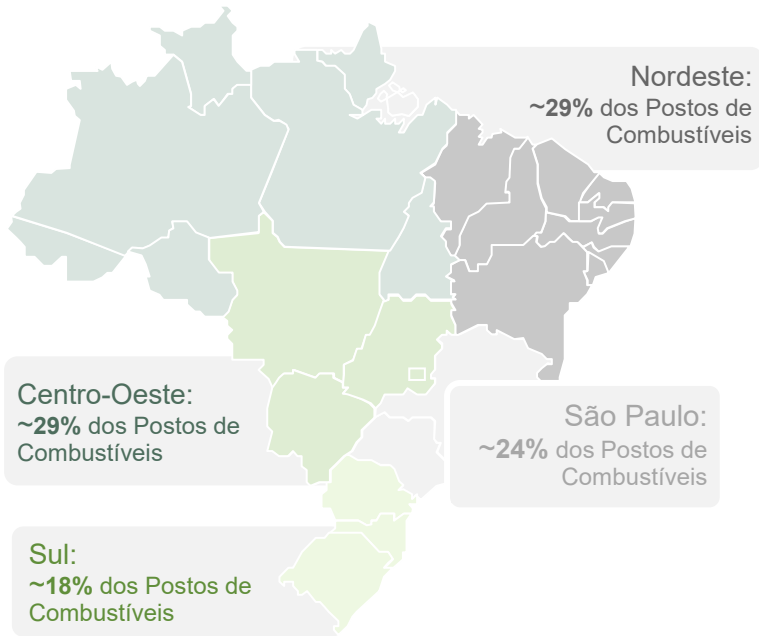 Nordeste:
~29% dos Postos de
Combustíveis
Centro-Oeste:
~29% dos Postos de
Combustíveis
São Paulo:
~24% dos Postos de
Combustíveis
Sul:
~18% dos Postos de
Combustíveis